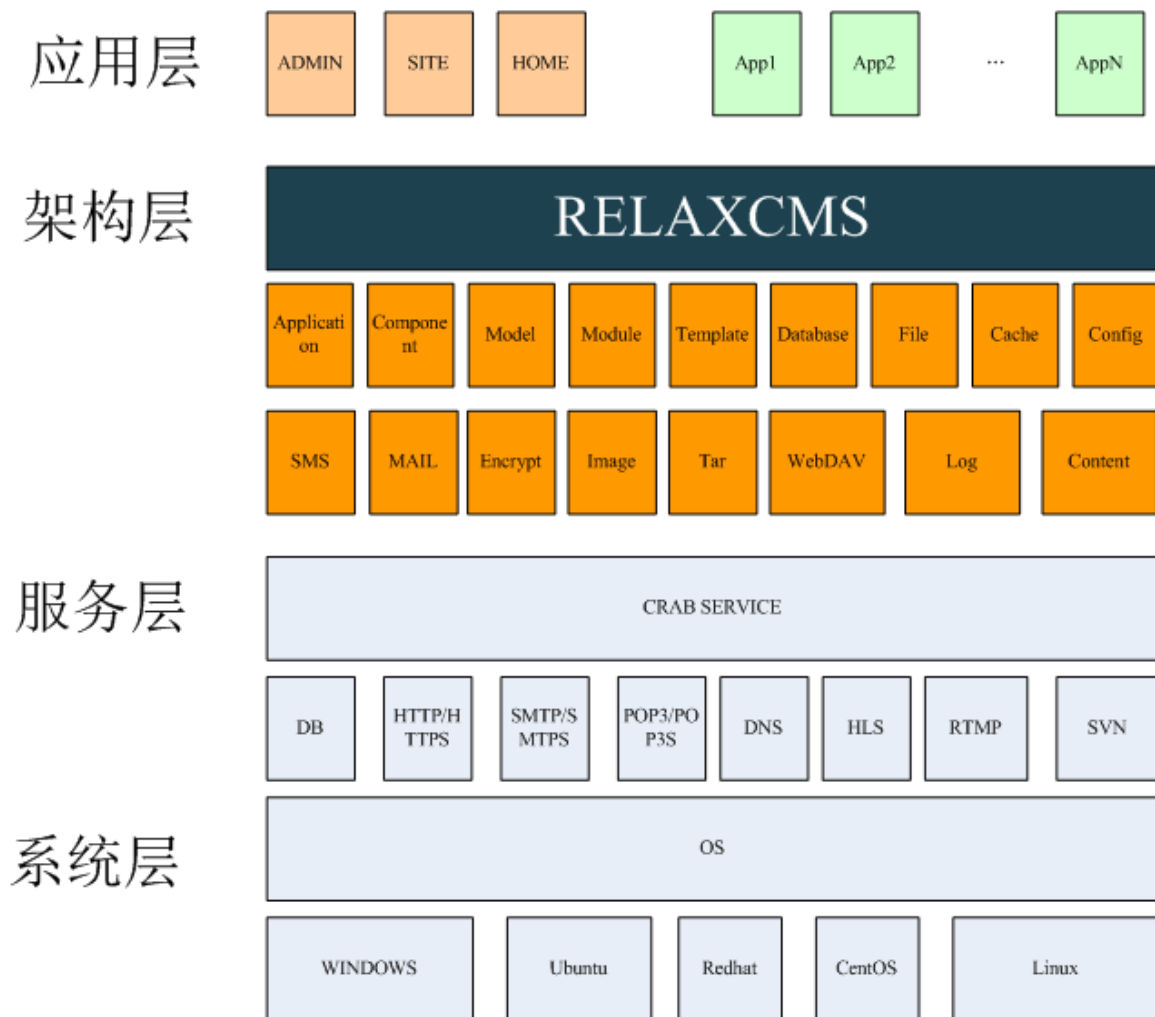 应用层
ADMIN
SITE
HOME
App1
App2
...
AppN
架构层
RELAXCMS
Applicati
on
Compone
nt
Model
Module
Template
Database
File
Cache
Config
SMS
MAIL
Encrypt
Image
Tar
WebDAV
Log
Content
服务层
CRAB SERVICE
DB
HTTP/H
TTPS
SMTP/S
MTPS
POP3/PO
P3S
DNS
HLS
RTMP
SVN
系统层
OS
WINDOWS
Ubuntu
Redhat
CentOS
Linux